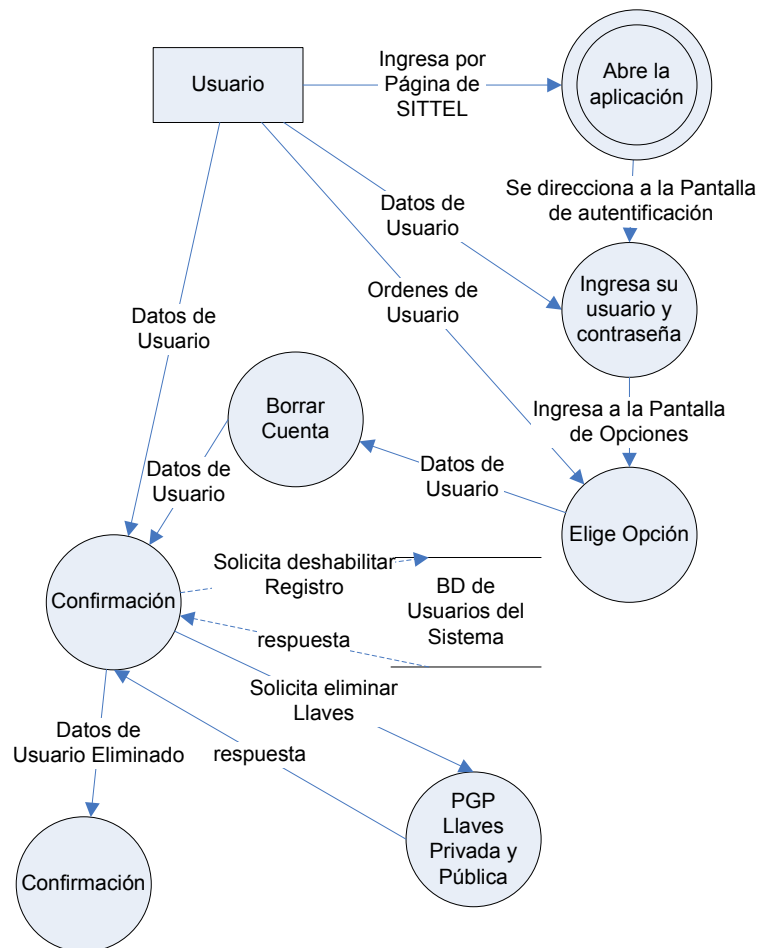 Usuario
Ingresa por
Página de
SITTEL
Abre la
aplicación
Se direcciona a la Pantalla
de autentificación
Datos de
Usuario
Ingresa su
usuario y
contraseña
Ordenes de
Usuario
Datos de
Usuario
Borrar
Cuenta
Ingresa a la Pantalla
de Opciones
Datos de
Usuario
Datos de
Usuario
Elige Opción
Solicita deshabilitar
Registro
Confirmación
BD de
Usuarios del
Sistema
respuesta
Solicita eliminar
Llaves
Datos de
Usuario Eliminado
respuesta
PGP
Llaves
Privada y
Pública
Confirmación